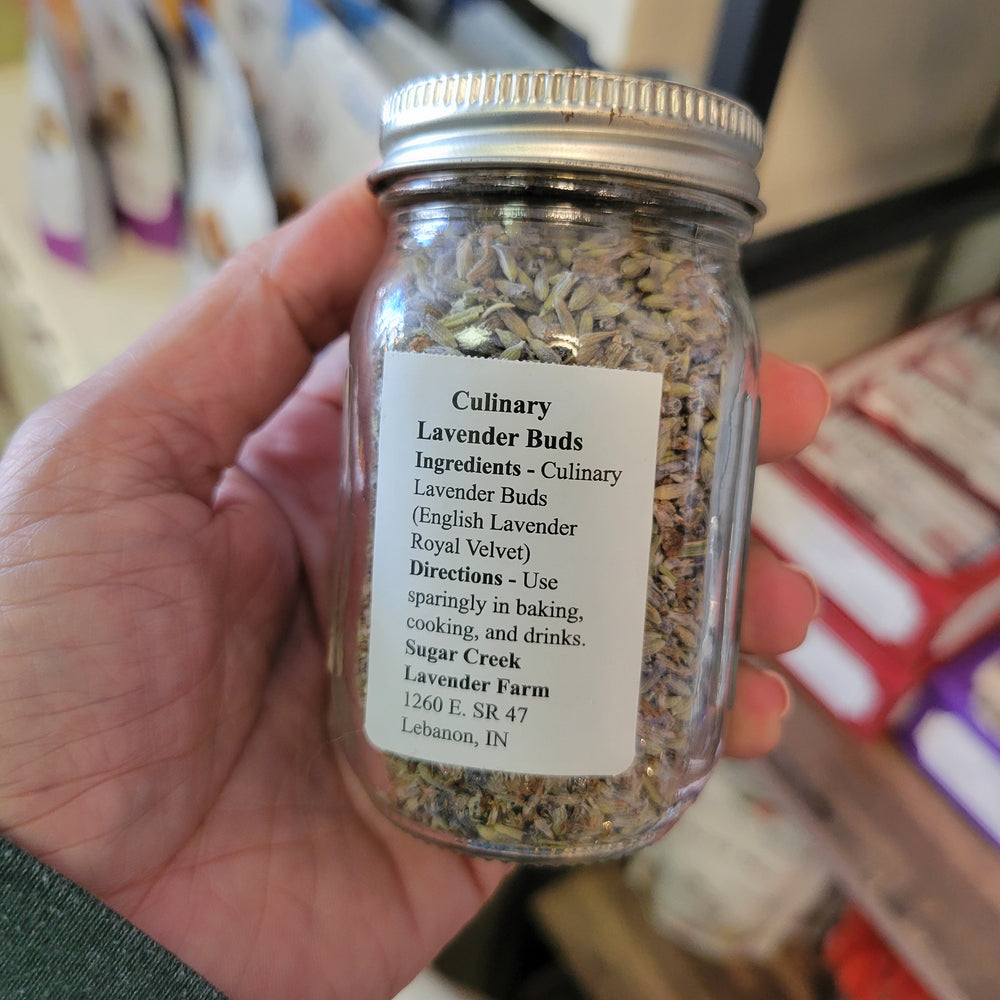 Culinary
Lavender Buds
Ingredients - Culinary
Lavender Buds
(English Lavender
Royal Velvet)
Directions - Use
sparingly in baking,
cooking, and drinks.
Sugar Creek
Lavender Farm
1260 E. SR 47
Lebanon, IN